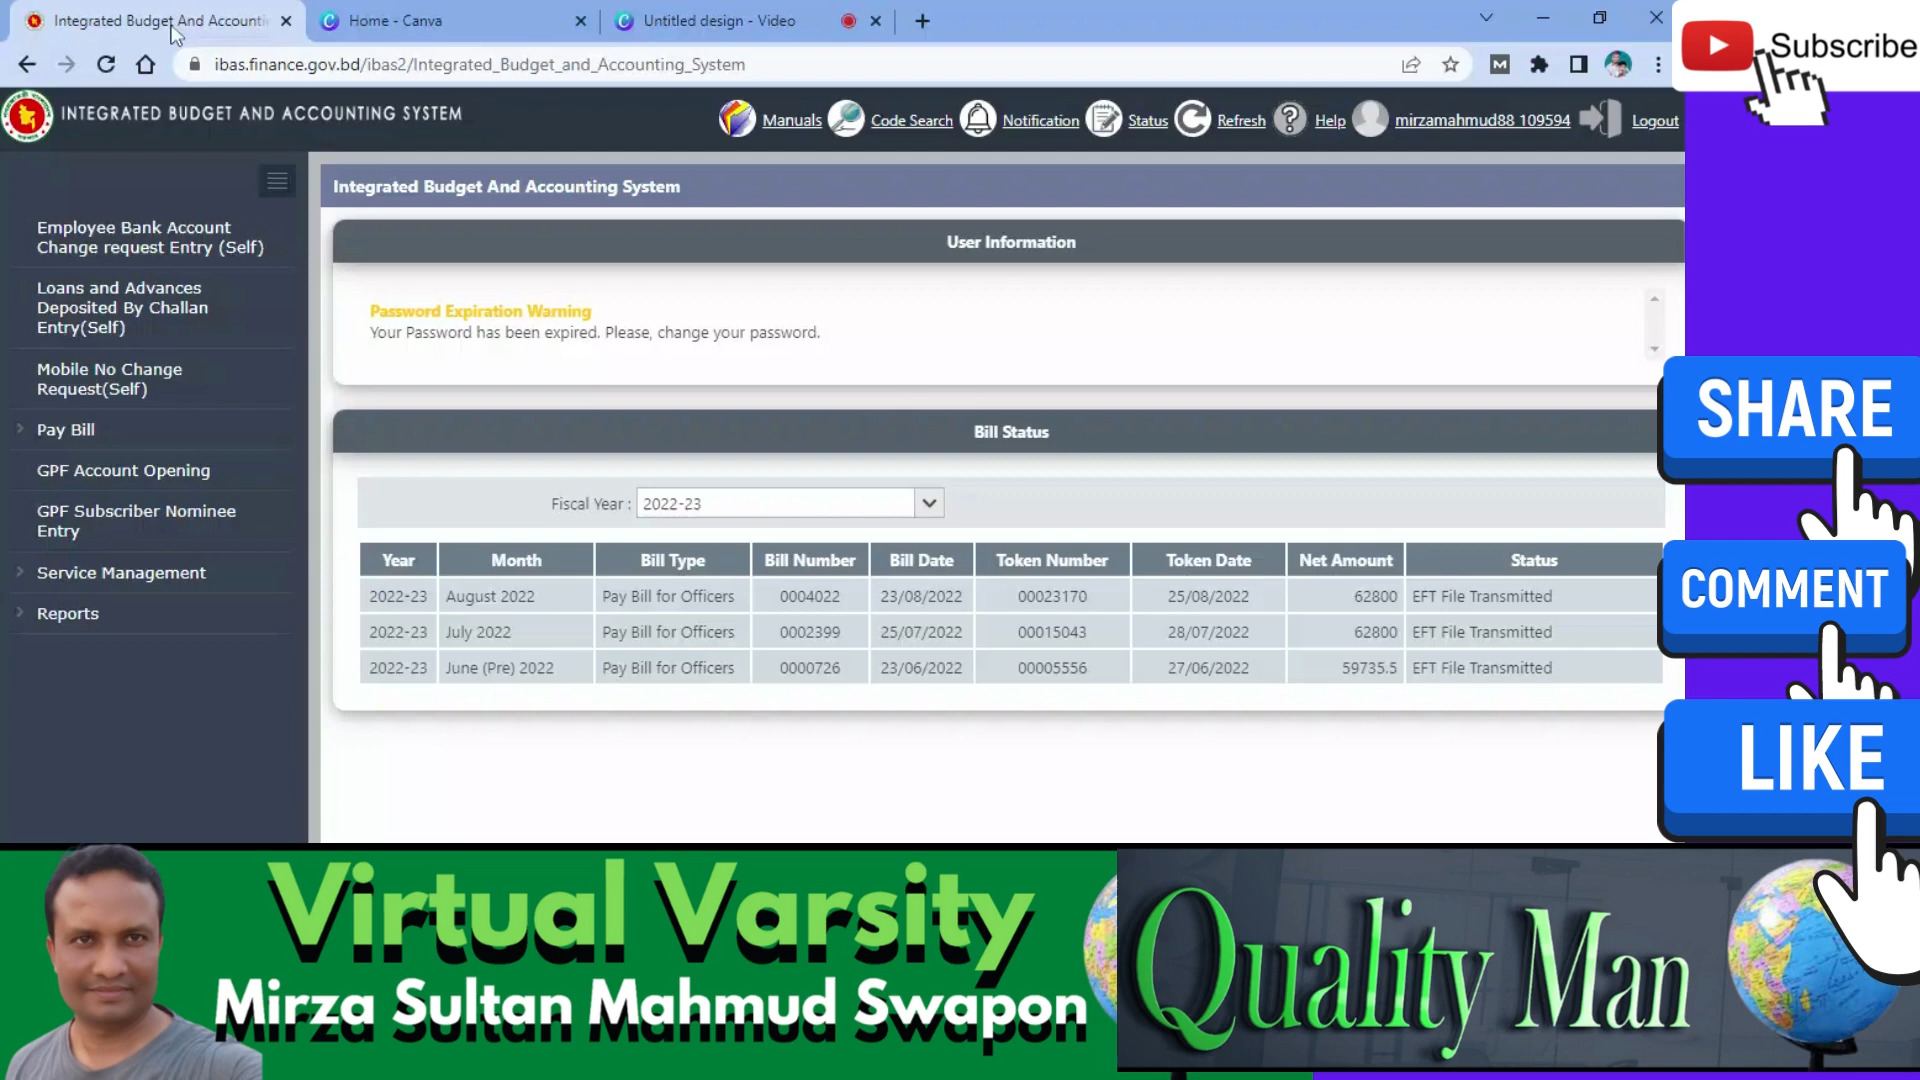 Integrated Budget And Accounti
Home - Canva
Untitled design - Video
Subscribe
ibas.finance.gov.bd/ibas2/Integrated_Budget_and_Accounting_System
INTEGRATED BUDGET AND ACCOUNTING SYSTEM
Manuals Code Search Notification Status Refresh Help mirzamahmud88 109594 Logout
Employee Bank Account
Change request Entry (Self)
Loans and Advances
Deposited By Challan
Entry(Self)
Mobile No Change
Request(Self)
Pay Bill
GPF Account Opening
GPF Subscriber Nominee
Entry
Service Management
Reports
Integrated Budget And Accounting System
User Information
Password Expiration Warning
Your Password has been expired. Please, change your password.
Bill Status
Fiscal Year : 2022-23
Year Month Bill Type Bill Number Bill Date Token Number Token Date Net Amount Status
2022-23 August 2022 Pay Bill for Officers 0004022 23/08/2022 00023170 25/08/2022 62800 EFT File Transmitted
2022-23 July 2022 Pay Bill for Officers 0002399 25/07/2022 00015043 28/07/2022 62800 EFT File Transmitted
2022-23 June (Pre) 2022 Pay Bill for Officers 0000726 23/06/2022 00005556 27/06/2022 59735.5 EFT File Transmitted
SHARE
COMMENT
LIKE
Virtual Varsity
Mirza Sultan Mahmud Swapon
Quality Man